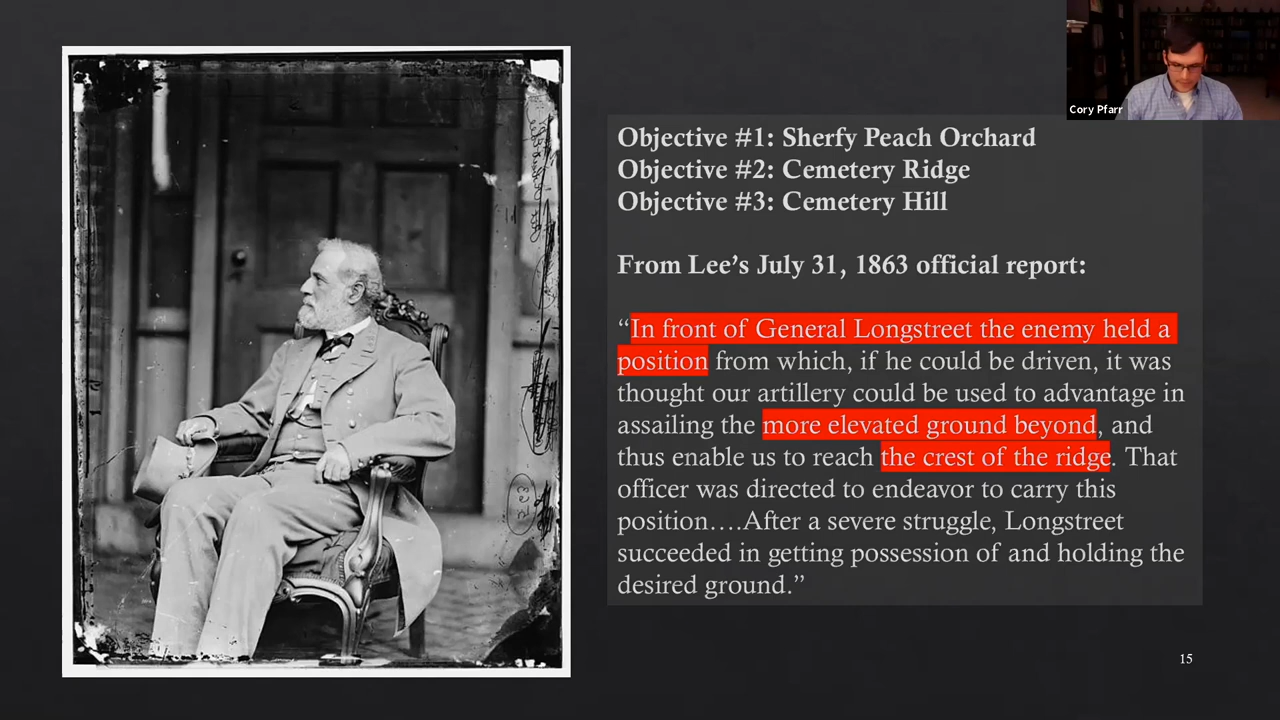 Cory Pfarr
Objective #1: Sherfy Peach Orchard
Objective #2: Cemetery Ridge
Objective #3: Cemetery Hill
From Lee’s July 31, 1863 official report:
“In front of General Longstreet the enemy held a
position from which, if he could be driven, it was
thought our artillery could be used to advantage in
assailing the more elevated ground beyond, and
thus enable us to reach the crest of the ridge. That
officer was directed to endeavor to carry this
position….After a severe struggle, Longstreet
succeeded in getting possession of and holding the
desired ground.”
15